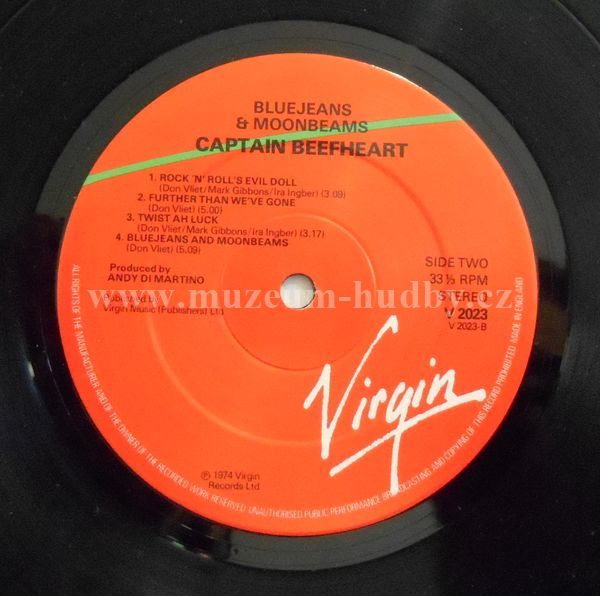 BLUEJEANS
& MOONBEAMS
CAPTAIN BEEFHEART
1. ROCK 'N' ROLL'S EVIL DOLL
(Don Vliet/Mark Gibbons/Ira Ingber) (3.09)
2. FURTHER THAN WE'VE GONE
(Don Vliet) (5.00)
3. TWIST AH LUCK
(Don Vliet/Mark Gibbons/Ira Ingber) (3.17)
4. BLUEJEANS AND MOONBEAMS
(Don Vliet) (5.09)
Produced by
ANDY DI MARTINO
Published by
Virgin Music (Publishers) Ltd
SIDE TWO
33 ⅓ RPM
STEREO
V 2023
V 2023-B
www.muzeum-hudby.cz
Virgin
℗ 1974 Virgin
Records Ltd
ALL RIGHTS OF THE MANUFACTURER AND OF THE OWNER OF THE RECORDED WORK RESERVED. UNAUTHORISED PUBLIC PERFORMANCE BROADCASTING AND COPYING OF THIS RECORD PROHIBITED. MADE IN ENGLAND